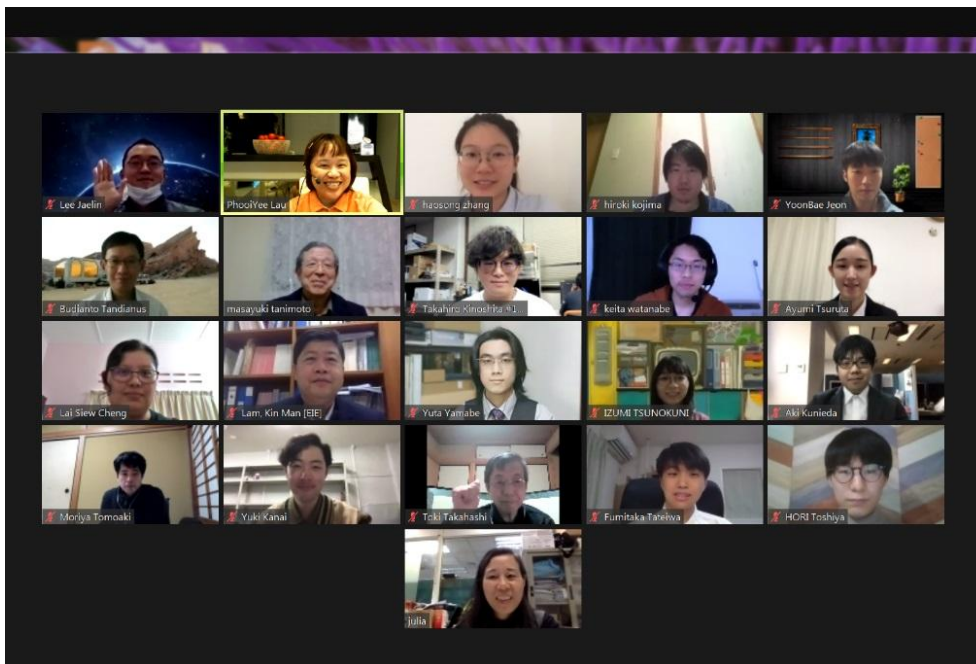 Lee Jaelin
PhooiYee Lau
haosong zhang
hiroki kojima
YoonBae Jeon
Budianto Tandianus
masayuki tanimoto
Takahiro Kinoshita #1...
keita watanabe
Ayumi Tsuruta
Lai Siew Cheng
Lam, Kin Man [EIE]
Yuta Yamabe
IZUMI TSUNOKUNI
Aki Kunieda
Moriya Tomoaki
Yuki Kanai
Toki Takahashi
Fumitaka Tateiwa
HORI Toshiya
julia